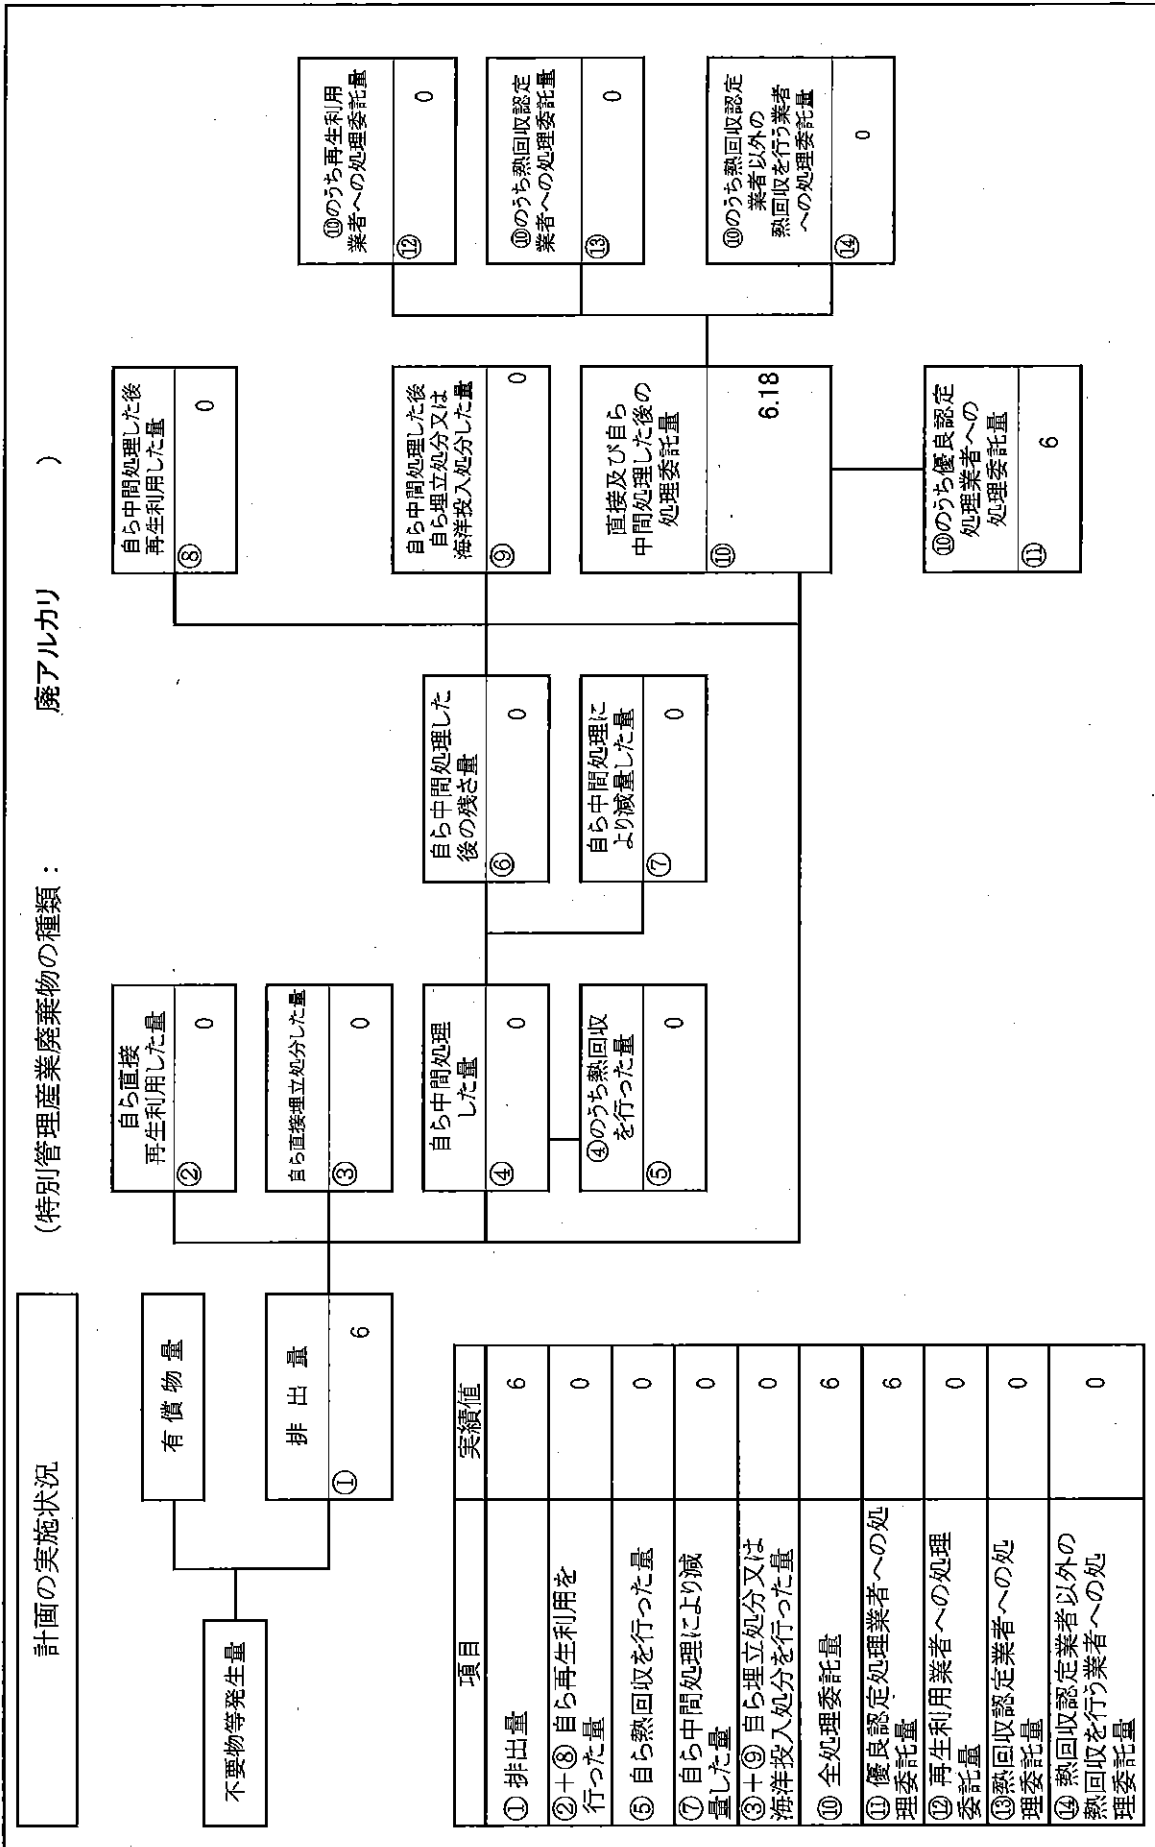 計画の実施状況
(特別管理産業廃棄物の種類：　廃アルカリ　)
不要物等発生量
有 償 物 量
排 出 量
① 6
自ら直接
再生利用した量
② 0
自ら直接埋立処分した量
③ 0
自ら中間処理
した量
④ 0
④のうち熱回収
を行った量
⑤ 0
自ら中間処理した
後の残さ量
⑥ 0
自ら中間処理に
より減量した量
⑦ 0
自ら中間処理した後
再生利用した量
⑧ 0
自ら中間処理した後
自ら埋立処分又は
海洋投入処分した量
⑨ 0
直接及び自ら
中間処理した後の
処理委託量
⑩ 6.18
⑩のうち優良認定
処理業者への
処理委託量
⑪ 6
⑩のうち再生利用
業者への処理委託量
⑫ 0
⑩のうち熱回収認定
業者への処理委託量
⑬ 0
⑩のうち熱回収認定
業者以外の
熱回収を行う業者
への処理委託量
⑭ 0
項目 実績値
① 排出量 6
②＋⑧ 自ら再生利用を
行った量 0
⑤ 自ら熱回収を行った量 0
⑦ 自ら中間処理により減
量した量 0
③＋⑨ 自ら埋立処分又は
海洋投入処分を行った量 0
⑩ 全処理委託量 6
⑪ 優良認定処理業者への処
理委託量 6
⑫ 再生利用業者への処理
委託量 0
⑬熱回収認定業者への処
理委託量 0
⑭ 熱回収認定業者以外の
熱回収を行う業者への処
理委託量 0